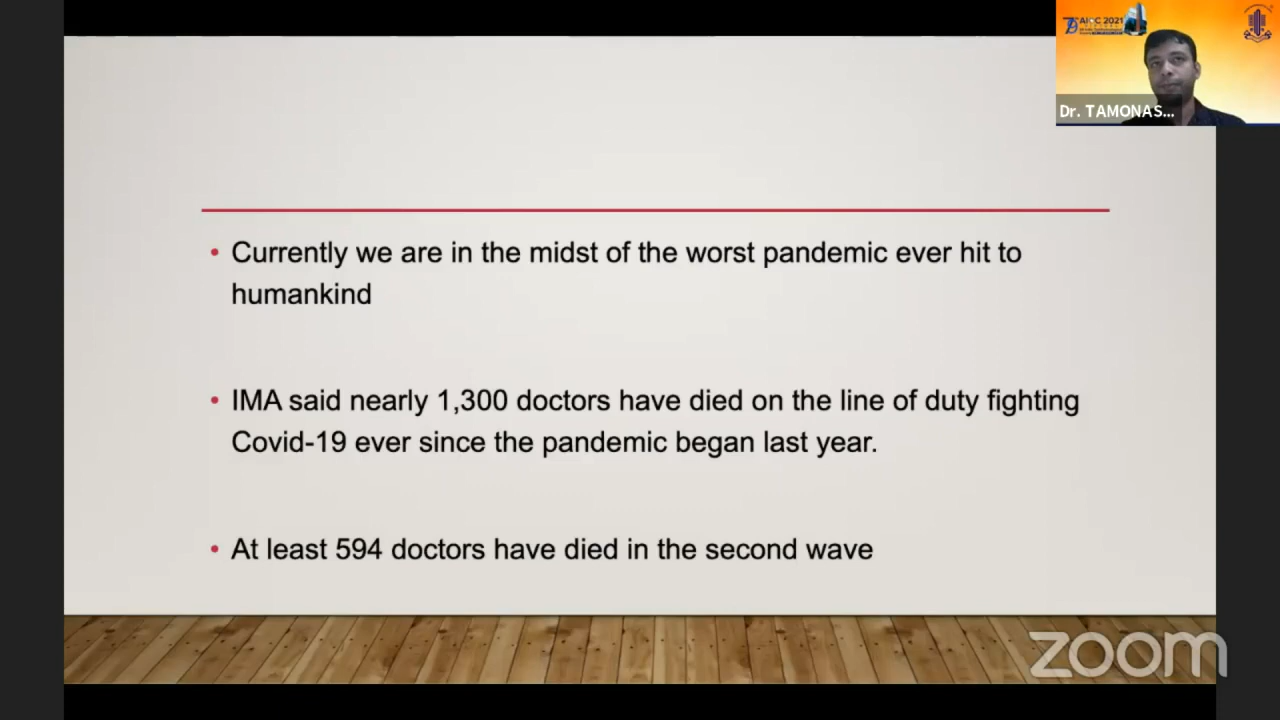 AIOC 2021
Dr. TAMONAS...
• Currently we are in the midst of the worst pandemic ever hit to
humankind
• IMA said nearly 1,300 doctors have died on the line of duty fighting
Covid-19 ever since the pandemic began last year.
• At least 594 doctors have died in the second wave
zoom